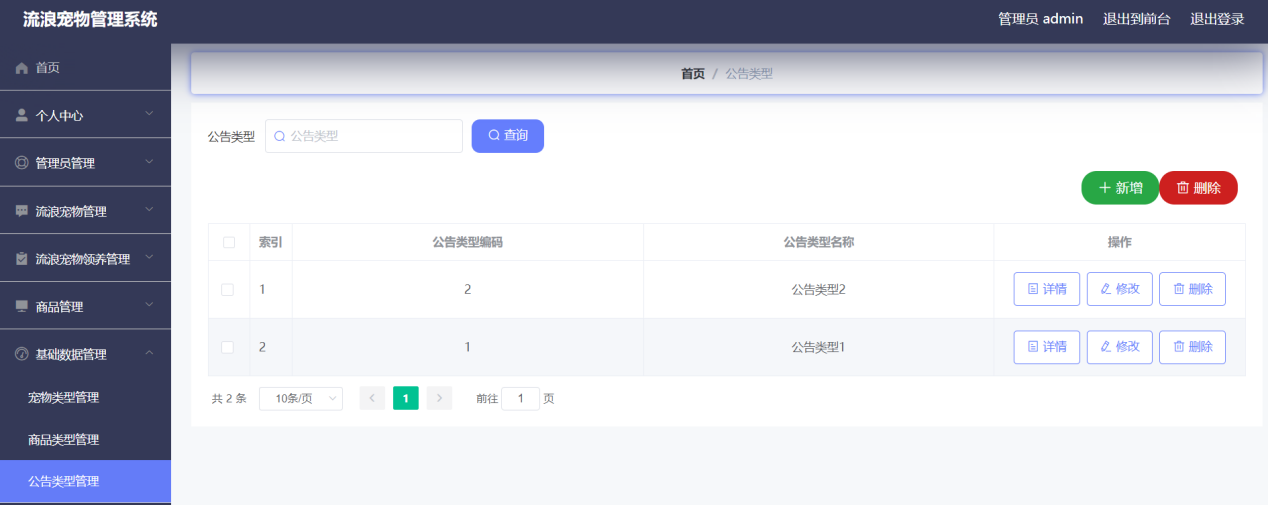 流浪宠物管理系统
管理员 admin 退出到前台 退出登录
首页
个人中心
管理员管理
流浪宠物管理
流浪宠物领养管理
商品管理
基础数据管理
宠物类型管理
商品类型管理
公告类型管理
首页 / 公告类型
公告类型 公告类型 查询
新增 删除
索引 公告类型编码 公告类型名称 操作
1 2 公告类型2 详情 修改 删除
2 1 公告类型1 详情 修改 删除
共 2 条 10条/页 1 前往 1 页